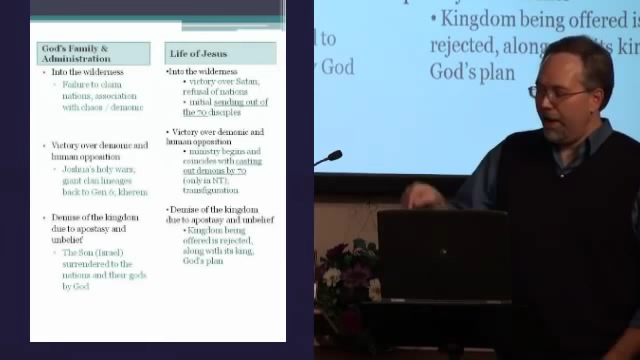 God's Family &
Administration
Into the wilderness
Failure to claim
nations, association
with chaos / demonic
Victory over demonic and
human opposition
Joshua's holy wars;
giant clan lineages
back to Gen 6; kherem
Demise of the kingdom
due to apostasy and
unbelief
The Son (Israel)
surrendered to the
nations and their gods
by God
Life of Jesus
•Into the wilderness
• victory over Satan,
refusal of nations
• initial sending out of
the 70 disciples
Victory over demonic and
human opposition
• ministry begins and
coincides with casting
out demons by 70
(only in NT);
transfiguration
•Demise of the kingdom
due to apostasy and unbelief
• Kingdom being
offered is rejected,
along with its king,
God's plan
d to
y God
• Kingdom being offered is
rejected, along
God's plan